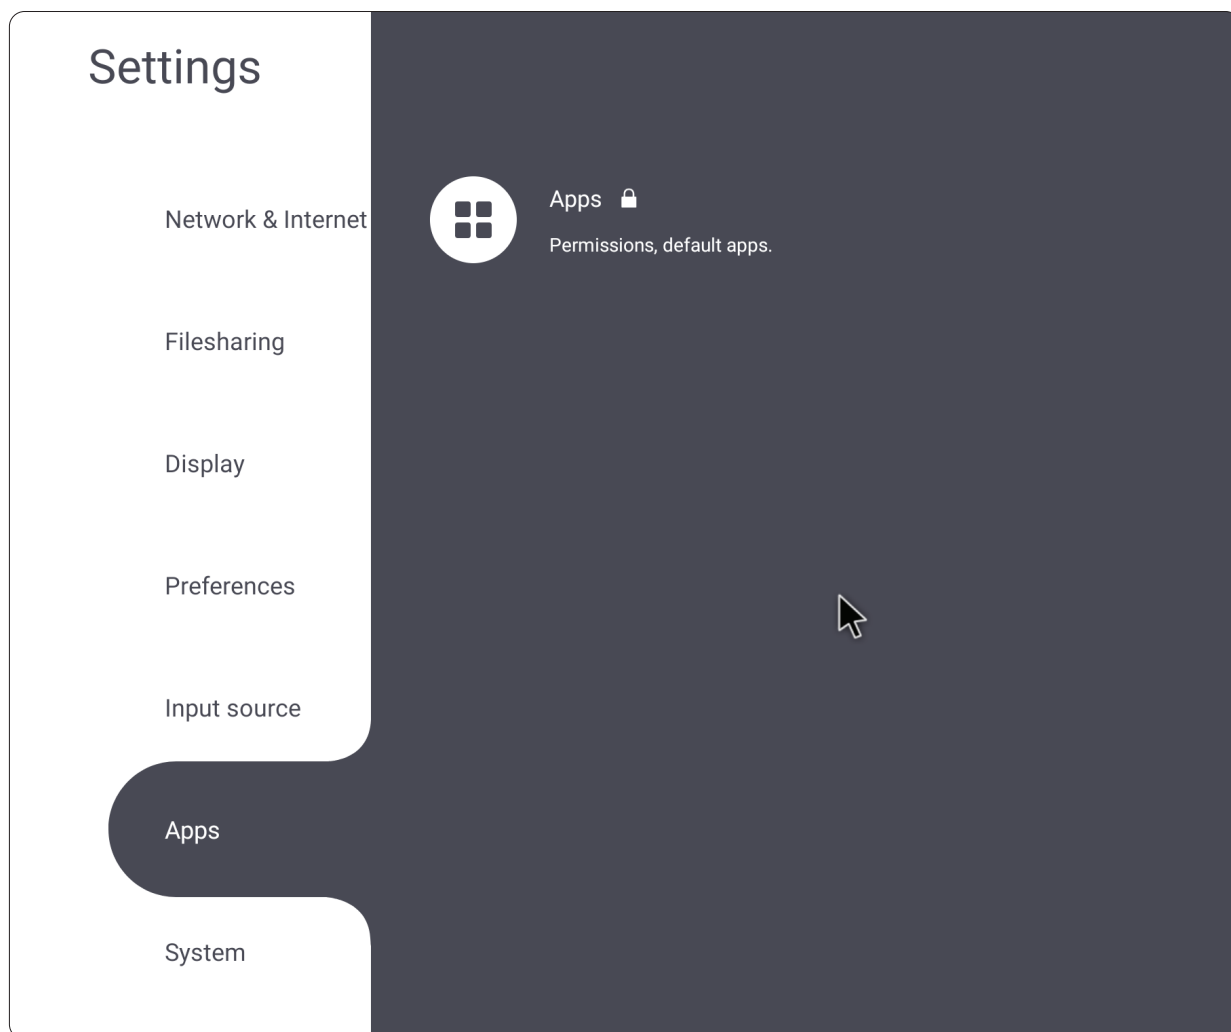 Settings
Network & Internet
Filesharing
Display
Preferences
Input source
Apps
System
Apps
Permissions, default apps.